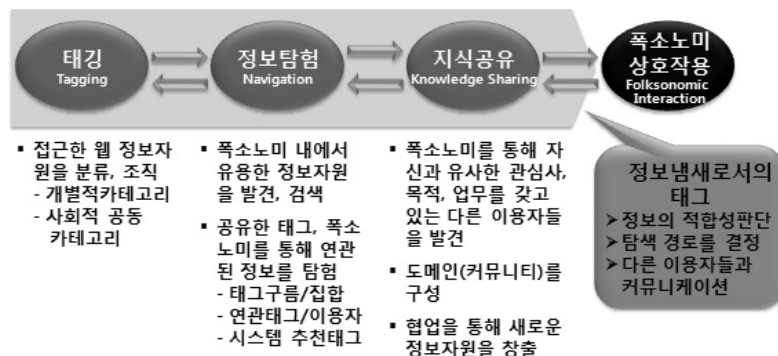 태깅
Tagging
정보탐험
Navigation
지식공유
Knowledge Sharing
폭소노미
상호작용
Folksonomic
Interaction
▪ 접근한 웹 정보자
원을 분류, 조직
- 개별적카테고리
- 사회적 공동
카테고리
▪ 폭소노미 내에서
유용한 정보자원
을 발견, 검색
▪ 공유한 태그, 폭소
노미를 통해 연관
된 정보를 탐험
- 태그구름/집합
- 연관태그/이용자
- 시스템 추천태그
▪ 폭소노미를 통해 자
신과 유사한 관심사,
목적, 업무를 갖고
있는 다른 이용자들
을 발견
▪ 도메인(커뮤니티)를
구성
▪ 협업을 통해 새로운
정보자원을 창출
정보냄새로서의
태그
➢ 정보의 적합성판단
➢ 탐색 경로를 결정
➢ 다른 이용자들과
커뮤니케이션